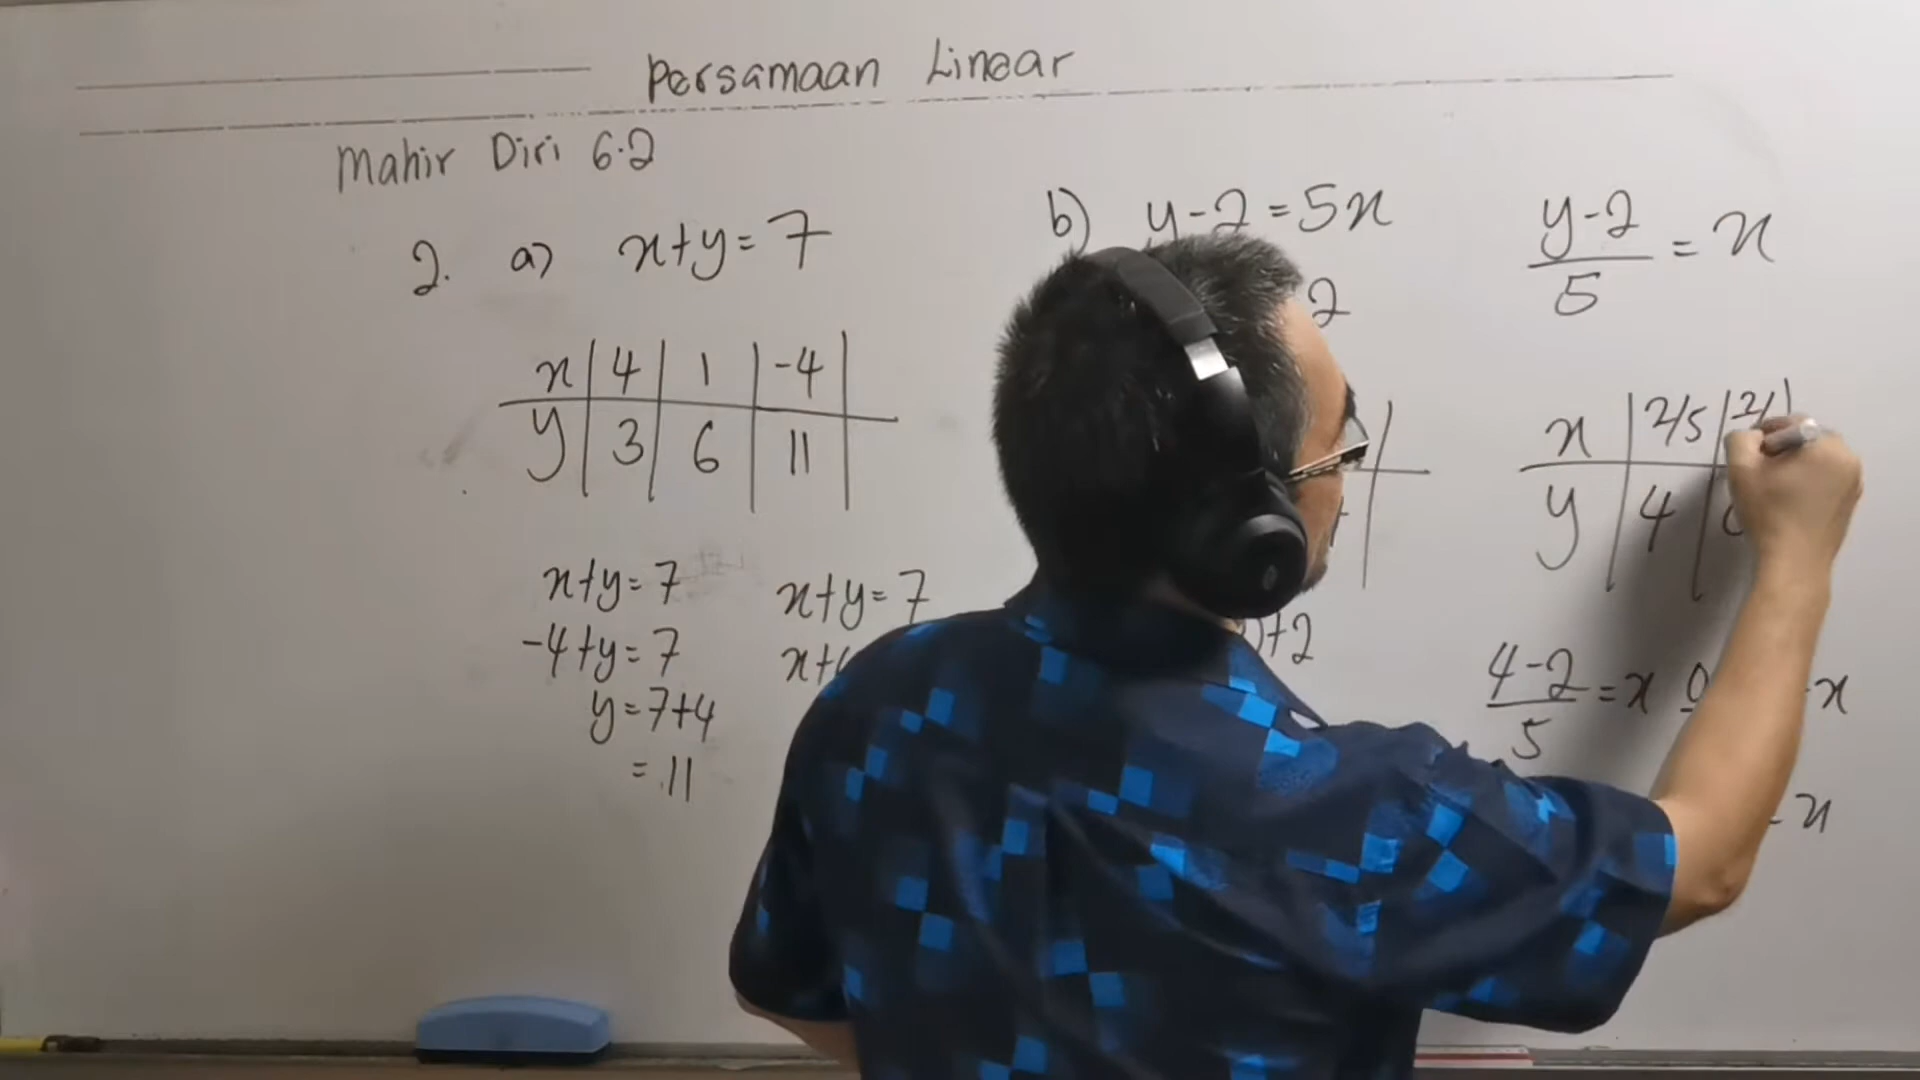 Persamaan Linear
Mahir Diri 6.2
2. a) x+y=7
x | 4 | 1 | -4 |
y | 3 | 6 | 11 |
x+y=7
-4+y=7
y=7+4
=11
x+y=7
b) y-2=5x
2
+2
y-2
5
= x
x | 2/5 |
y | 4 |
4-2
5
= x
x
= x